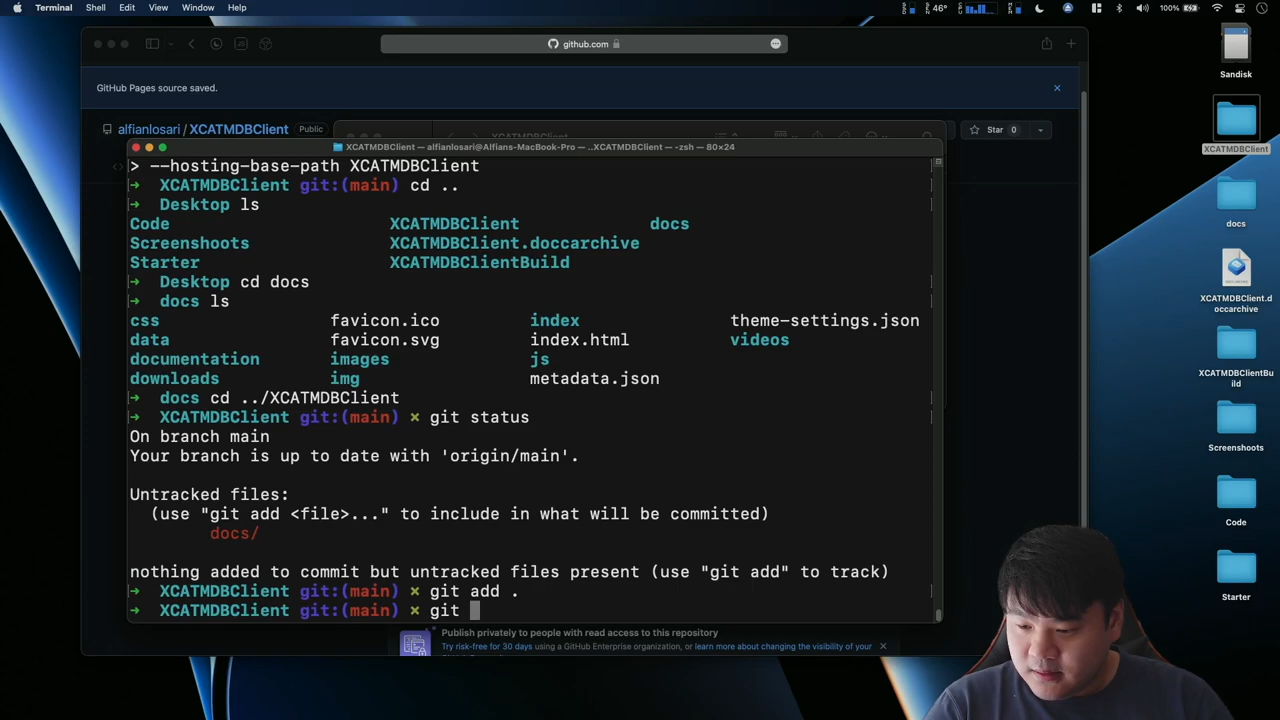 Terminal Shell Edit View Window Help
46°
100%
github.com
GitHub Pages source saved.
alfianlosari / XCATMDBClient Public
Star 0
XCATMDBClient — alfianlosari@Alfians-MacBook-Pro — ..XCATMDBClient — -zsh — 80×24
> --hosting-base-path XCATMDBClient
→ XCATMDBClient git:(main) cd ..
→ Desktop ls
Code XCATMDBClient docs
Screenshoots XCATMDBClient.doccarchive
Starter XCATMDBClientBuild
→ Desktop cd docs
→ docs ls
css favicon.ico index theme-settings.json
data favicon.svg index.html videos
documentation images js
downloads img metadata.json
→ docs cd ../XCATMDBClient
→ XCATMDBClient git:(main) × git status
On branch main
Your branch is up to date with 'origin/main'.
Untracked files:
(use "git add <file>..." to include in what will be committed)
docs/
nothing added to commit but untracked files present (use "git add" to track)
→ XCATMDBClient git:(main) × git add .
→ XCATMDBClient git:(main) × git
Publish privately to people with read access to this repository
Try risk-free for 30 days using a GitHub Enterprise organization, or learn more about changing the visibility of your
Sandisk
XCATMDBClient
docs
XCATMDBClient.d
occarchive
XCATMDBClientBu
ild
Screenshoots
Code
Starter